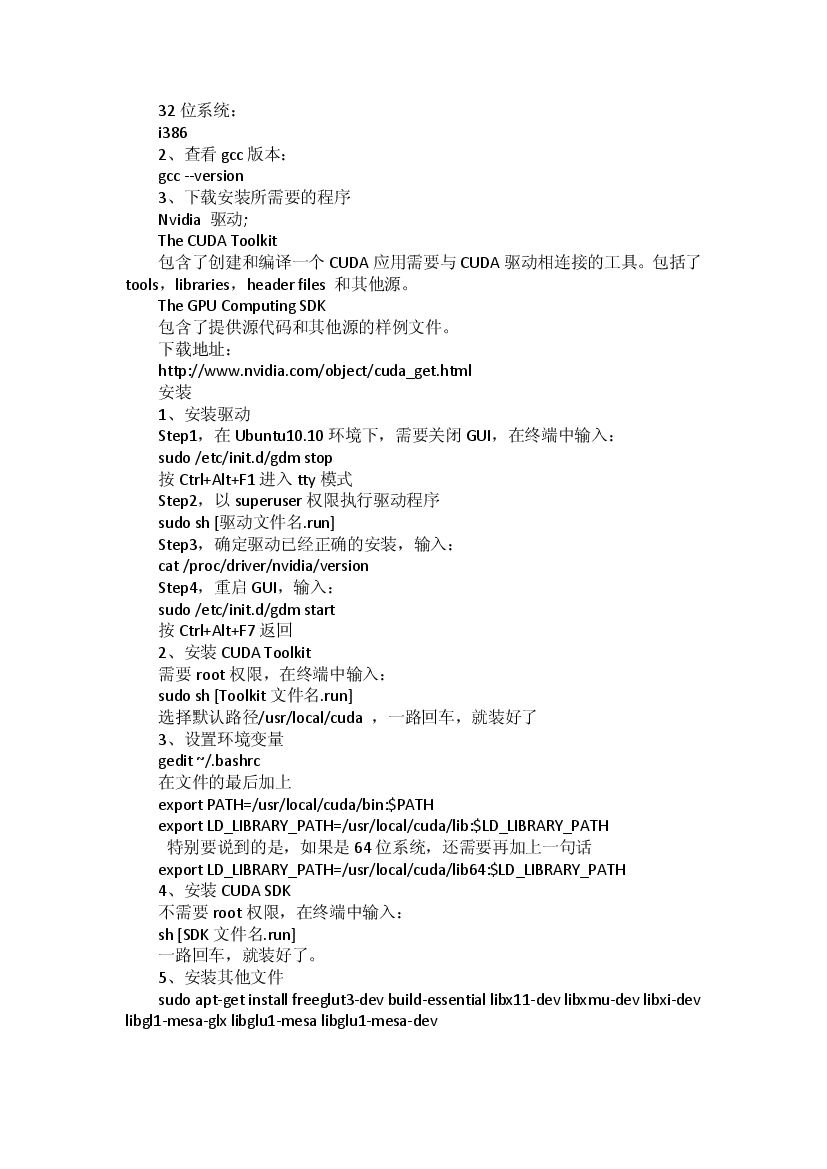 32 位系统：
i386
2、查看 gcc 版本：
gcc --version
3、下载安装所需要的程序
Nvidia 驱动;
The CUDA Toolkit
包含了创建和编译一个 CUDA 应用需要与 CUDA 驱动相连接的工具。包括了
tools，libraries，header files 和其他源。
The GPU Computing SDK
包含了提供源代码和其他源的样例文件。
下载地址：
http://www.nvidia.com/object/cuda_get.html
安装
1、安装驱动
Step1，在 Ubuntu10.10 环境下，需要关闭 GUI，在终端中输入：
sudo /etc/init.d/gdm stop
按 Ctrl+Alt+F1 进入 tty 模式
Step2，以 superuser 权限执行驱动程序
sudo sh [驱动文件名.run]
Step3，确定驱动已经正确的安装，输入：
cat /proc/driver/nvidia/version
Step4，重启 GUI，输入：
sudo /etc/init.d/gdm start
按 Ctrl+Alt+F7 返回
2、安装 CUDA Toolkit
需要 root 权限，在终端中输入：
sudo sh [Toolkit 文件名.run]
选择默认路径/usr/local/cuda ，一路回车，就装好了
3、设置环境变量
gedit ~/.bashrc
在文件的最后加上
export PATH=/usr/local/cuda/bin:$PATH
export LD_LIBRARY_PATH=/usr/local/cuda/lib:$LD_LIBRARY_PATH
特别要说到的是，如果是 64 位系统，还需要再加上一句话
export LD_LIBRARY_PATH=/usr/local/cuda/lib64:$LD_LIBRARY_PATH
4、安装 CUDA SDK
不需要 root 权限，在终端中输入：
sh [SDK 文件名.run]
一路回车，就装好了。
5、安装其他文件
sudo apt-get install freeglut3-dev build-essential libx11-dev libxmu-dev libxi-dev
libgl1-mesa-glx libglu1-mesa libglu1-mesa-dev